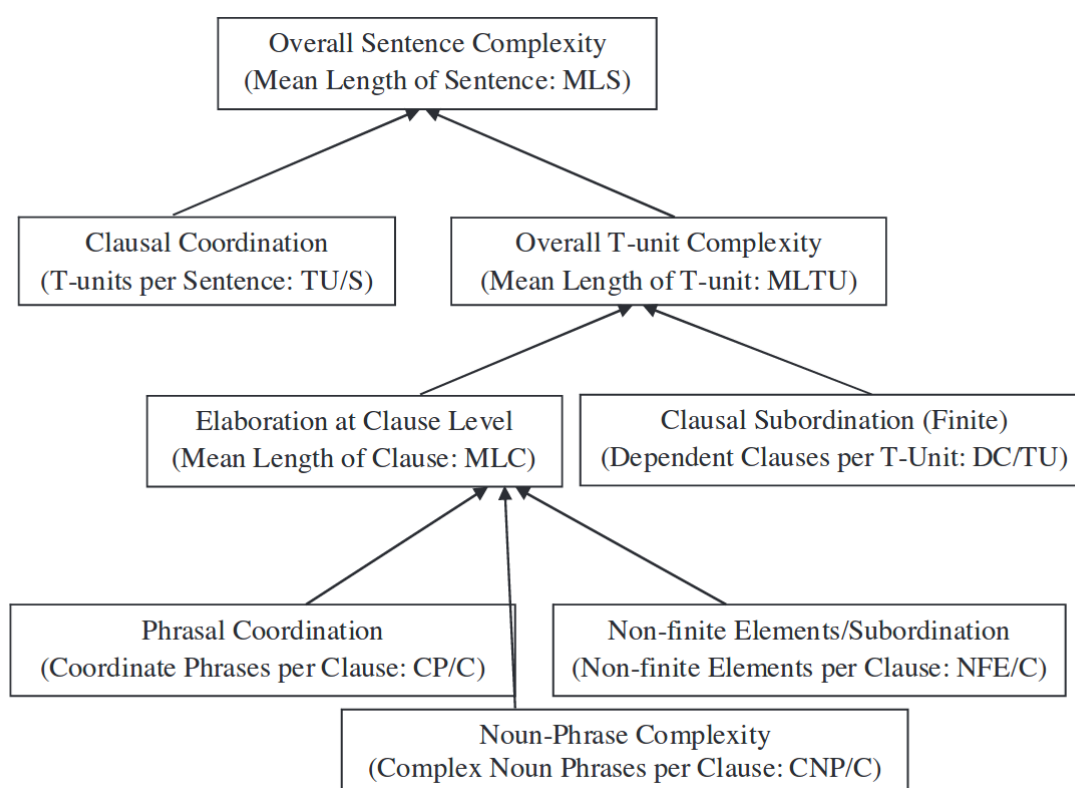 Overall Sentence Complexity
(Mean Length of Sentence: MLS)
Clausal Coordination
(T-units per Sentence: TU/S)
Overall T-unit Complexity
(Mean Length of T-unit: MLTU)
Elaboration at Clause Level
(Mean Length of Clause: MLC)
Clausal Subordination (Finite)
(Dependent Clauses per T-Unit: DC/TU)
Phrasal Coordination
(Coordinate Phrases per Clause: CP/C)
Non-finite Elements/Subordination
(Non-finite Elements per Clause: NFE/C)
Noun-Phrase Complexity
(Complex Noun Phrases per Clause: CNP/C)